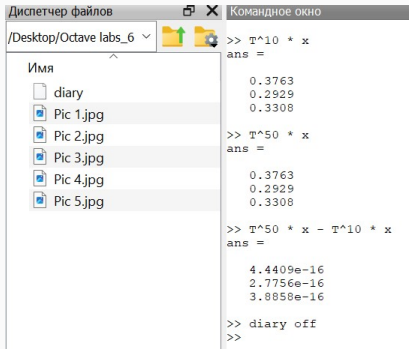 Диспетчер файлов
/Desktop/Octave labs_6
Имя
diary
Pic 1.jpg
Pic 2.jpg
Pic 3.jpg
Pic 4.jpg
Pic 5.jpg
Командное окно
>> T^10 * x
ans =
0.3763
0.2929
0.3308
>> T^50 * x
ans =
0.3763
0.2929
0.3308
>> T^50 * x - T^10 * x
ans =
4.4409e-16
2.7756e-16
3.8858e-16
>> diary off
>>